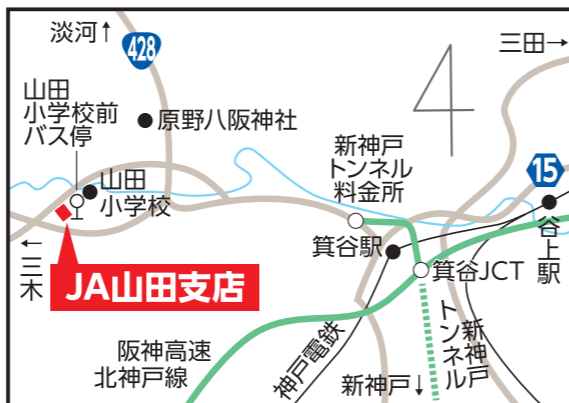 淡河↑
428
三田→
山田
小学校前
バス停
原野八阪神社
新神戸
トンネル
料金所
15
山田
小学校
谷上駅
箕谷駅
←三木
箕谷JCT
JA山田支店
新神戸
トンネル
阪神高速
北神戸線
神戸電鉄
新神戸↓